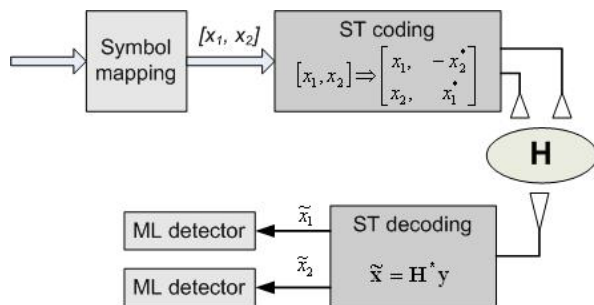 Symbol
mapping
[x₁, x₂]
ST coding
[x₁, x₂] ⇒ [x₁, −x₂*
x₂, x₁*]
H
ML detector
x̃₁
ML detector
x̃₂
ST decoding
x̃ = H*y